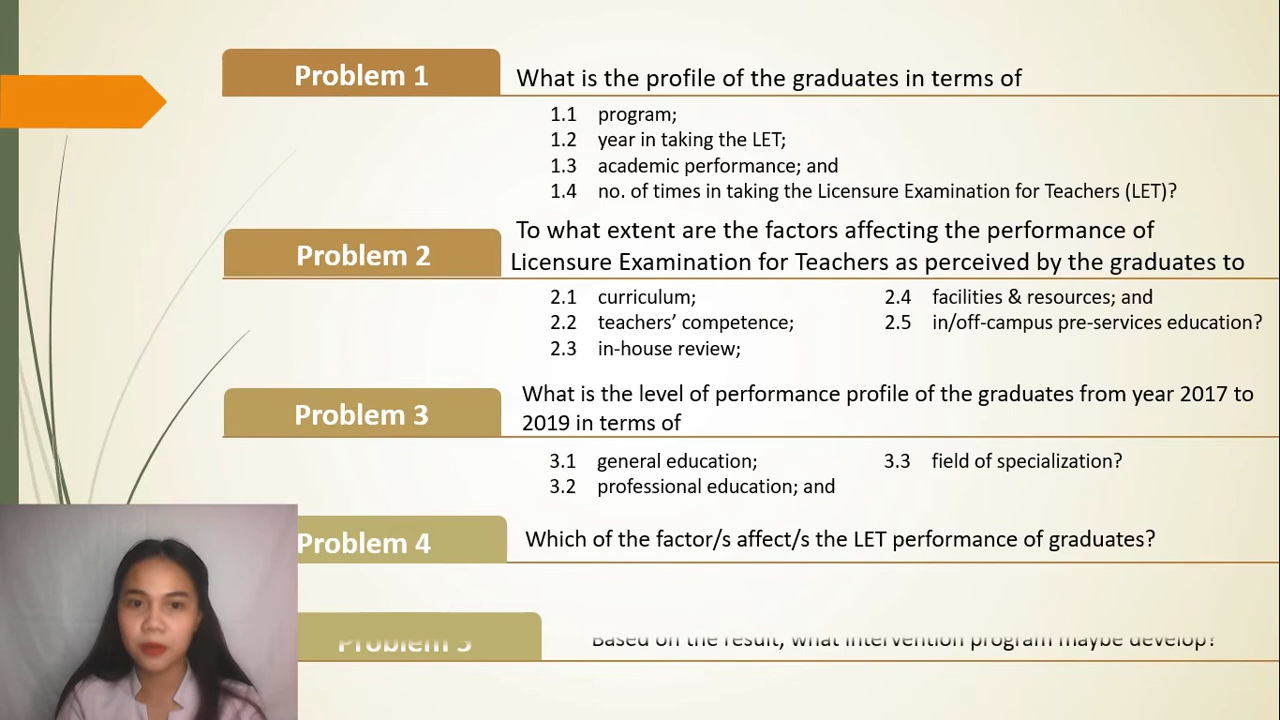 Problem 1
What is the profile of the graduates in terms of
1.1 program;
1.2 year in taking the LET;
1.3 academic performance; and
1.4 no. of times in taking the Licensure Examination for Teachers (LET)?
Problem 2
To what extent are the factors affecting the performance of
Licensure Examination for Teachers as perceived by the graduates to
2.1 curriculum;
2.2 teachers’ competence;
2.3 in-house review;
2.4 facilities & resources; and
2.5 in/off-campus pre-services education?
Problem 3
What is the level of performance profile of the graduates from year 2017 to
2019 in terms of
3.1 general education;
3.2 professional education; and
3.3 field of specialization?
Problem 4
Which of the factor/s affect/s the LET performance of graduates?
Problem 5
Based on the result, what intervention program maybe develop?